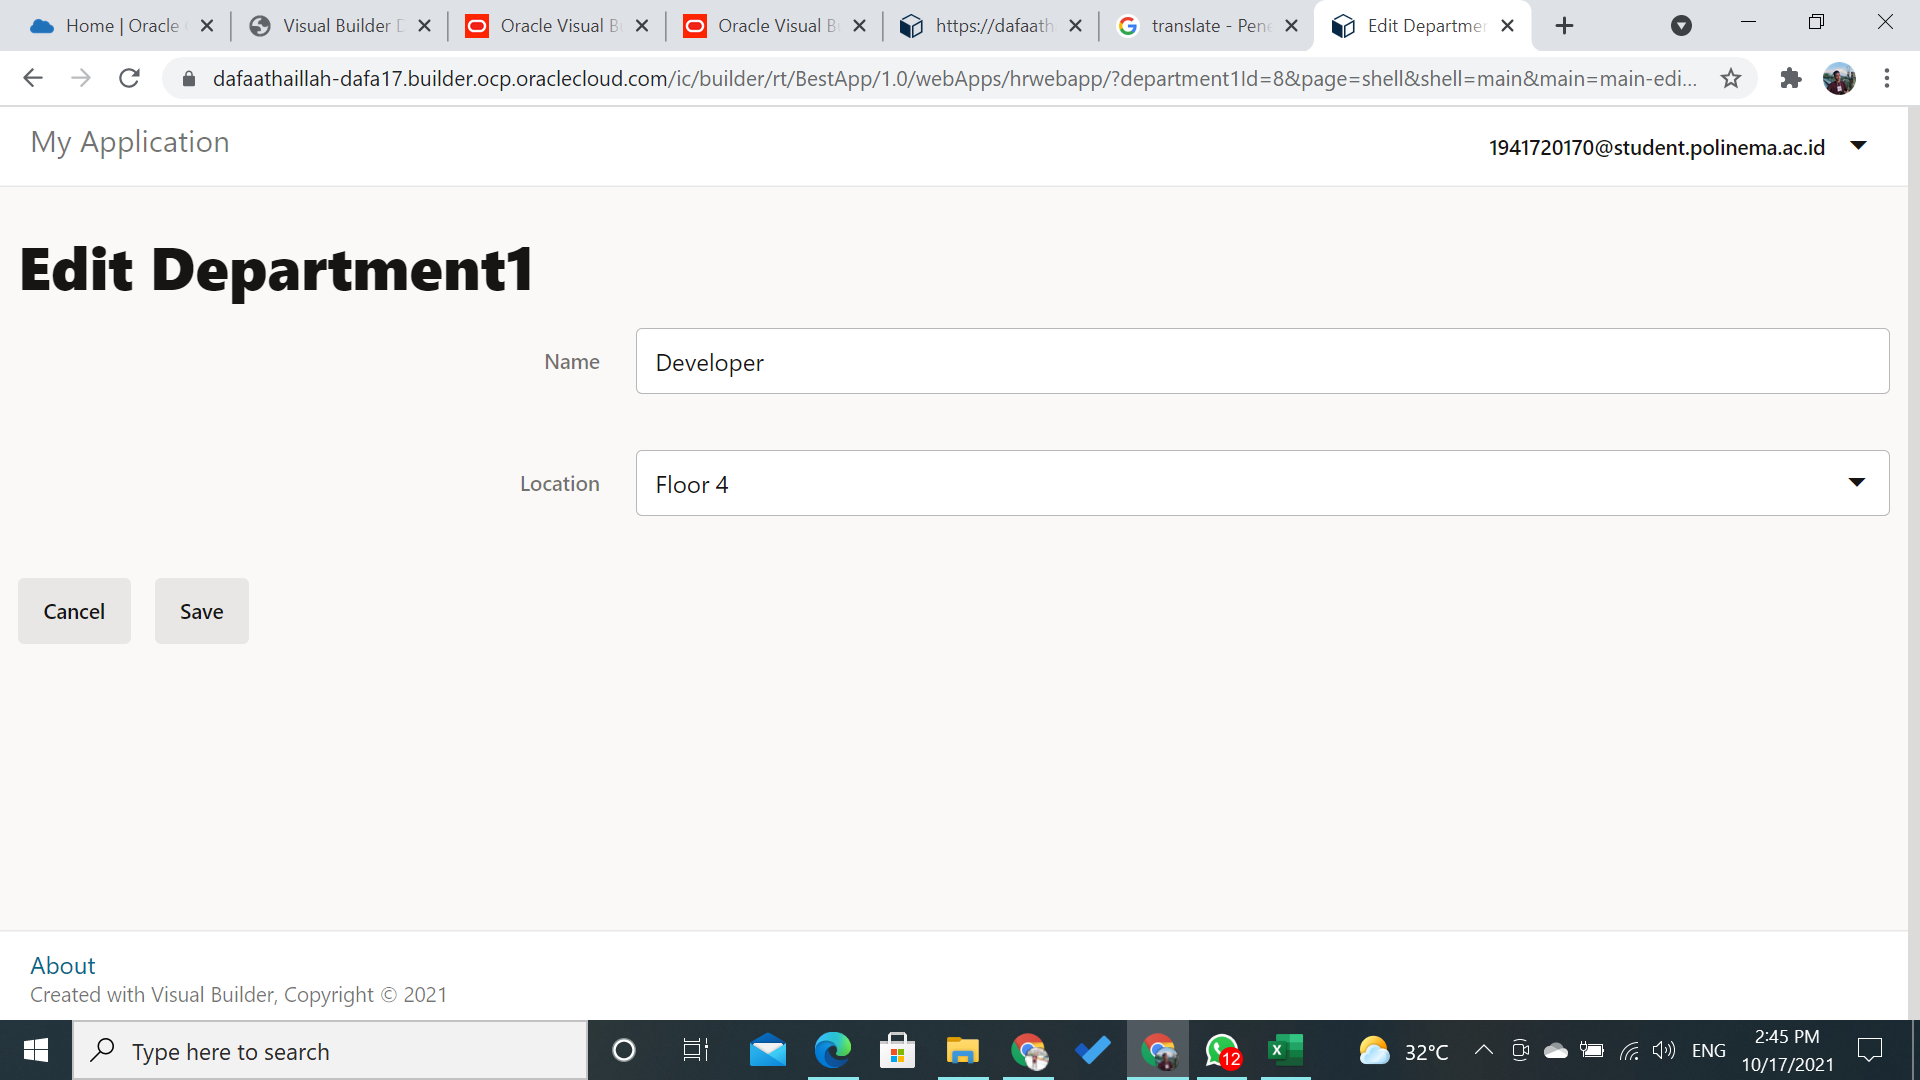 Home | Oracle
Visual Builder
Oracle Visual B
Oracle Visual B
https://dafaath
translate - Pene
Edit Departmen
dafaathaillah-dafa17.builder.ocp.oraclecloud.com/ic/builder/rt/BestApp/1.0/webApps/hrwebapp/?department1Id=8&page=shell&shell=main&main=main-edi...
My Application
1941720170@student.polinema.ac.id
Edit Department1
Name
Developer
Location
Floor 4
Cancel
Save
About
Created with Visual Builder, Copyright © 2021
Type here to search
12
32°C
ENG
2:45 PM
10/17/2021